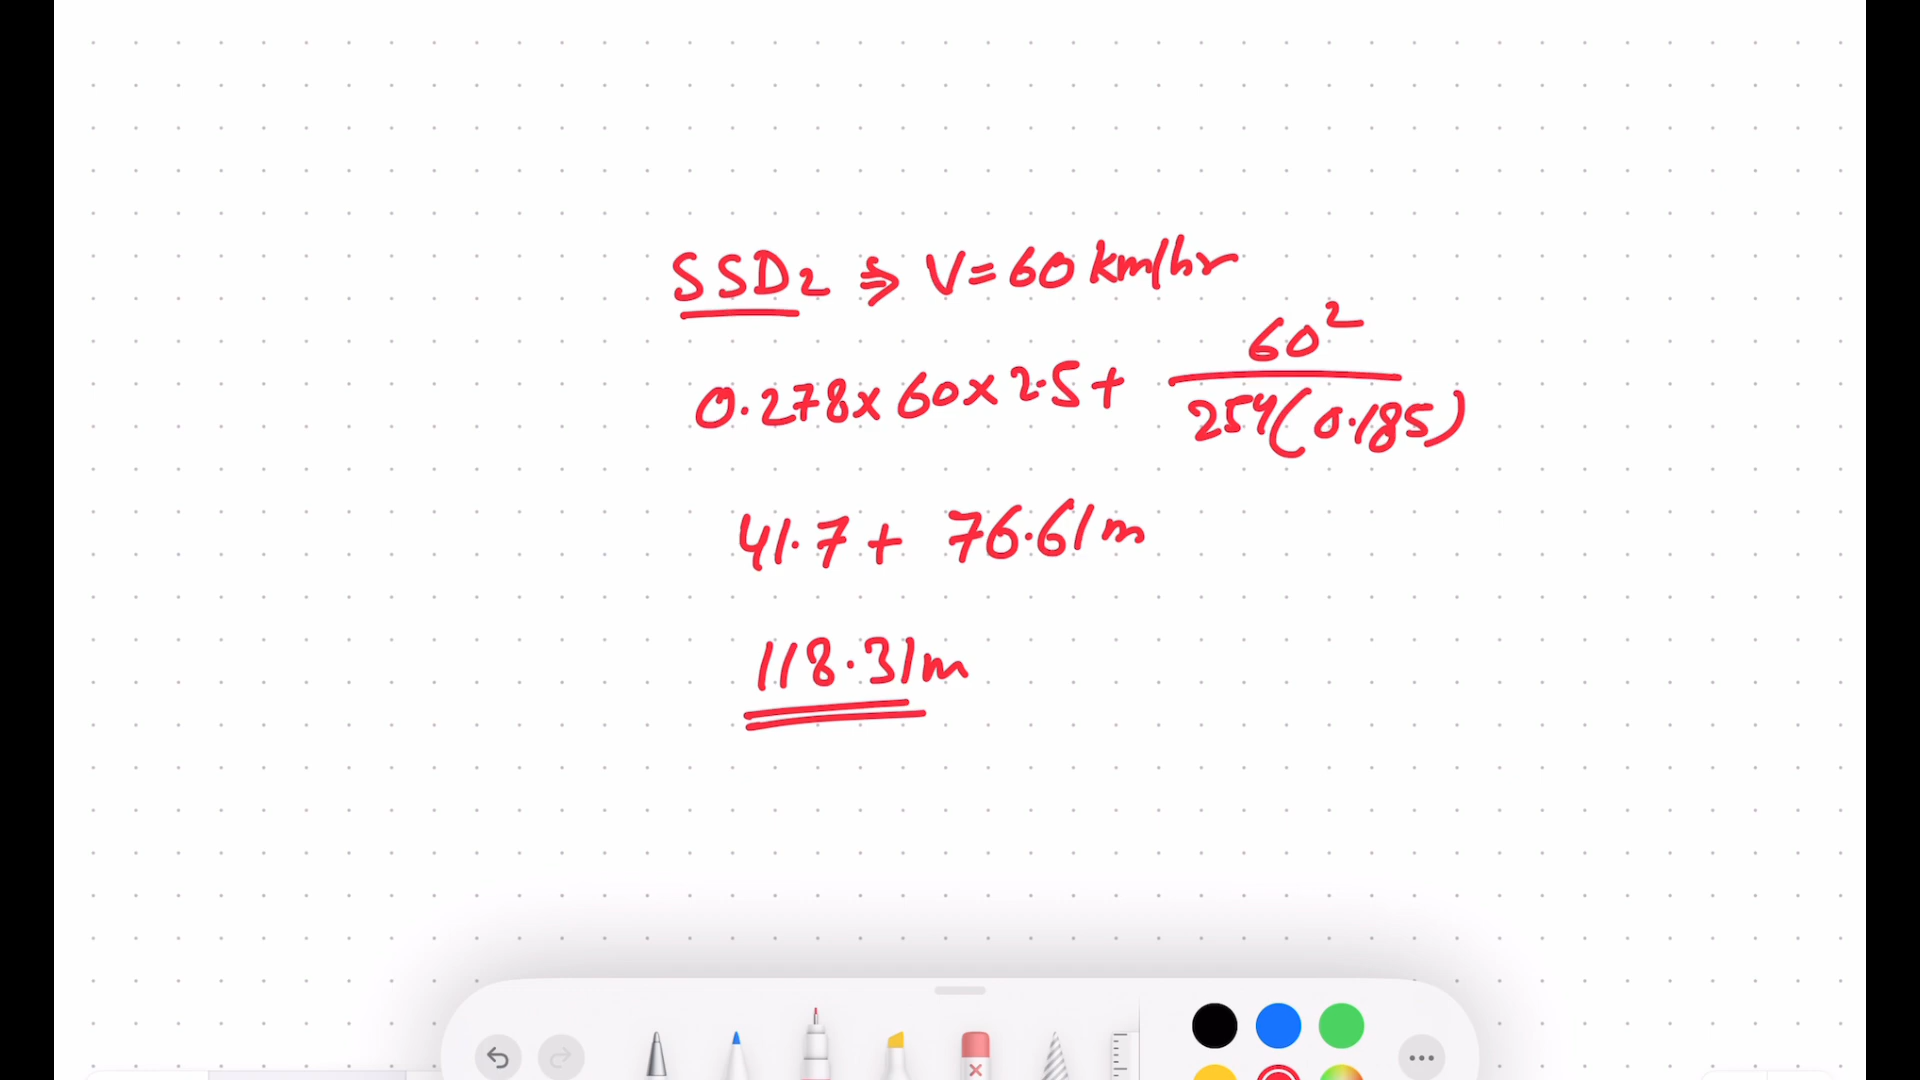 SSD2 ⇒ V=60 km/hr
0.278×60×2.5+ 60²/254(0.185)
41.7+ 76.61m
118.31m